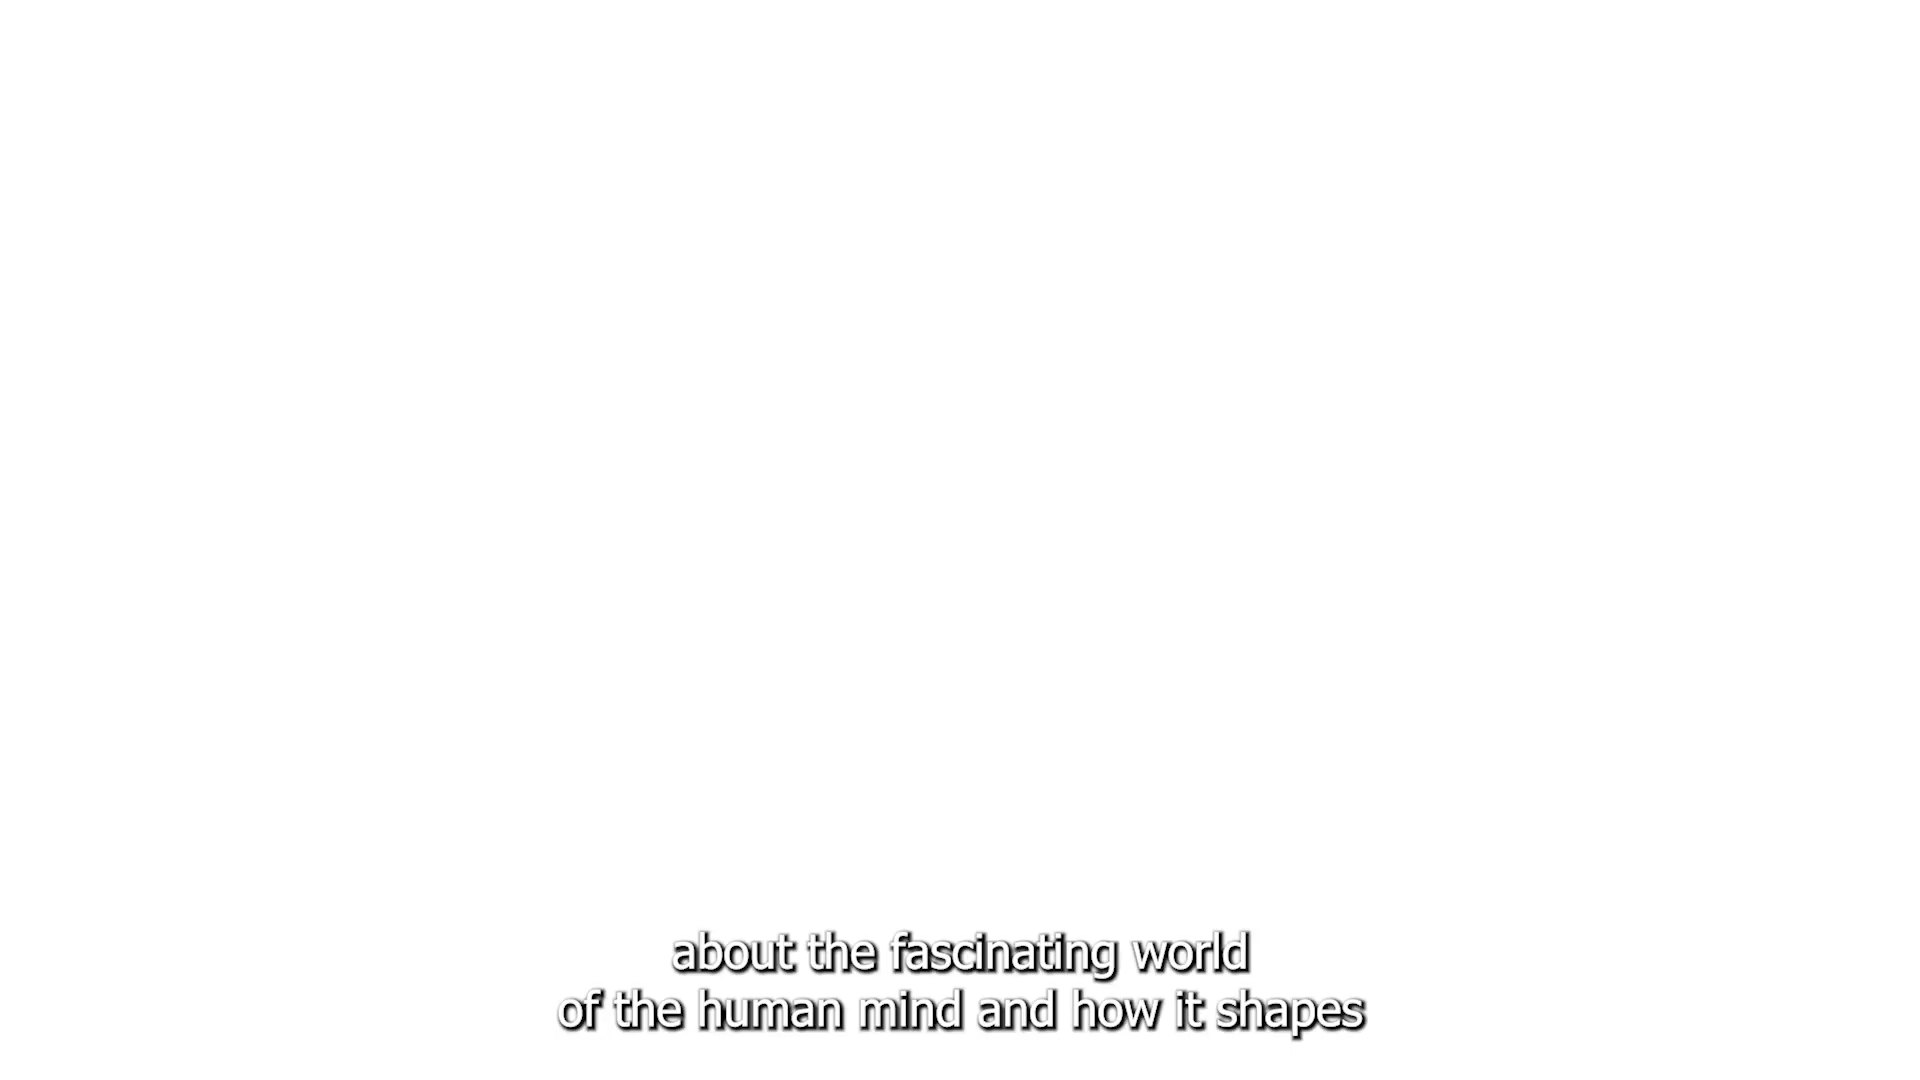 about the fascinating world
of the human mind and how it shapes